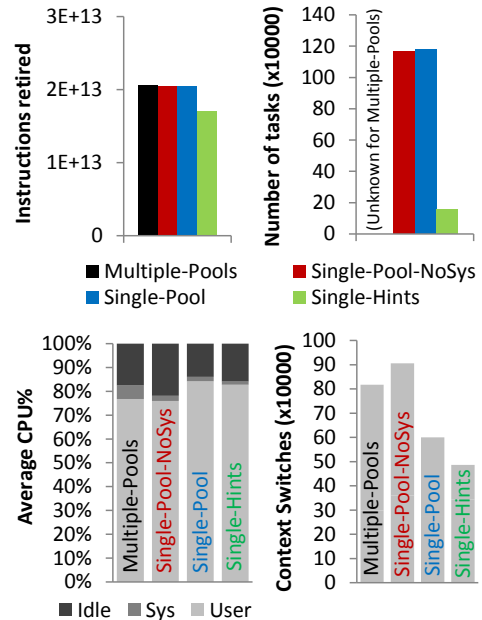 Instructions retired
3E+13
2E+13
1E+13
0
Number of tasks (x10000)
140
120
100
80
60
40
20
0
(Unknown for Multiple-Pools)
Multiple-Pools
Single-Pool-NoSys
Single-Pool
Single-Hints
Average CPU%
100%
90%
80%
70%
60%
50%
40%
30%
20%
10%
0%
Multiple-Pools
Single-Pool-NoSys
Single-Pool
Single-Hints
Idle
Sys
User
Context Switches (x10000)
100
90
80
70
60
50
40
30
20
10
0
Multiple-Pools
Single-Pool-NoSys
Single-Pool
Single-Hints